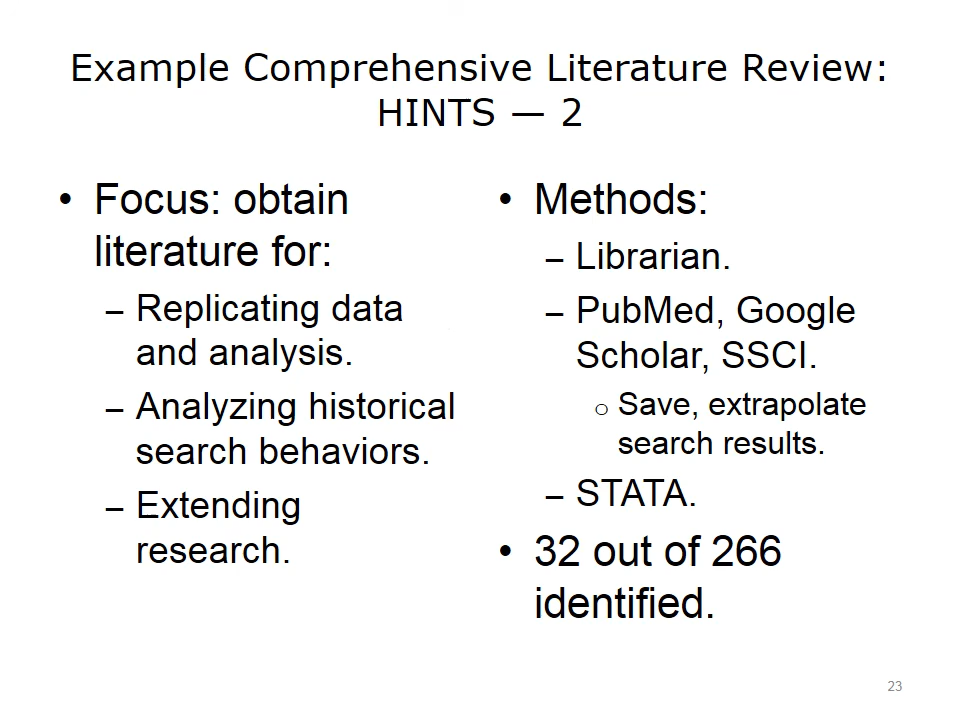 Example Comprehensive Literature Review:
HINTS — 2
• Focus: obtain
literature for:
– Replicating data
and analysis.
– Analyzing historical
search behaviors.
– Extending
research.
• Methods:
– Librarian.
– PubMed, Google
Scholar, SSCI.
o Save, extrapolate
search results.
– STATA.
• 32 out of 266
identified.
23